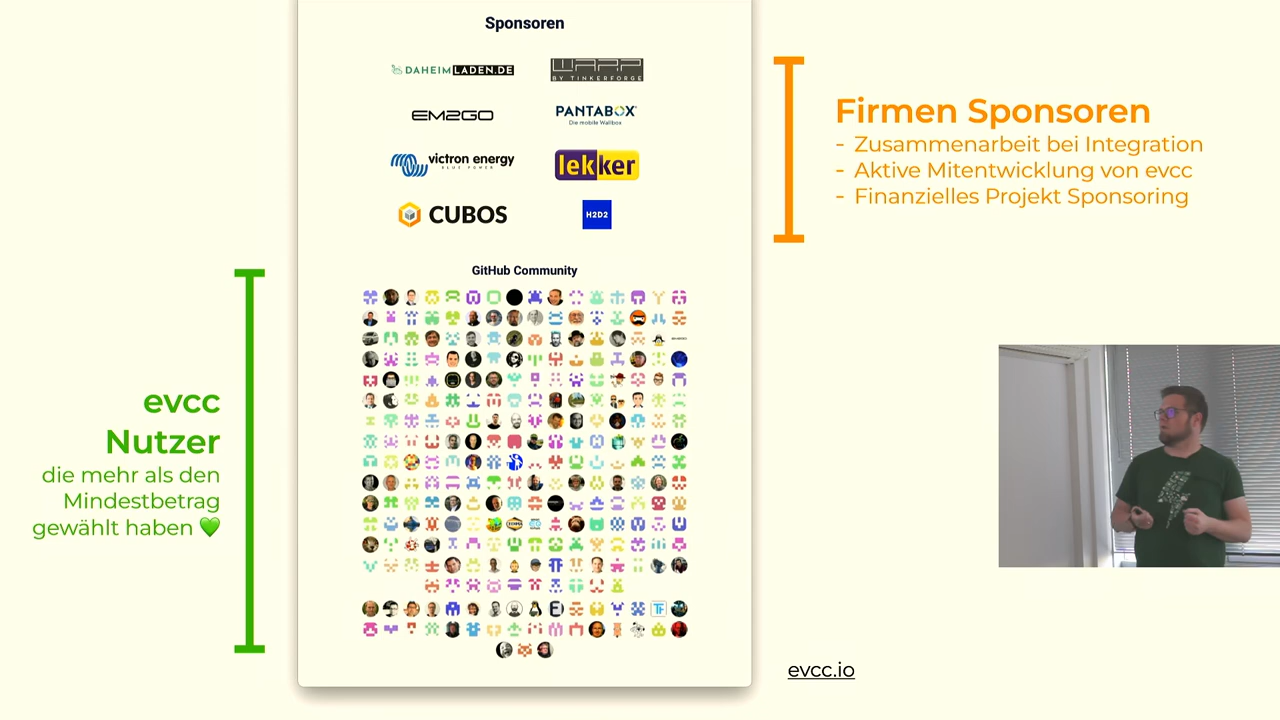 Sponsoren
DAHEIMLADEN.DE
WARP
BY TINKERFORGE
EM2GO
PANTABOX
Die mobile Wallbox
victron energy
BLUE POWER
lekker
CUBOS
H2D2
Firmen Sponsoren
- Zusammenarbeit bei Integration
- Aktive Mitentwicklung von evcc
- Finanzielles Projekt Sponsoring
GitHub Community
evcc
Nutzer
die mehr als den
Mindestbetrag
gewählt haben 💚
TF
evcc.io